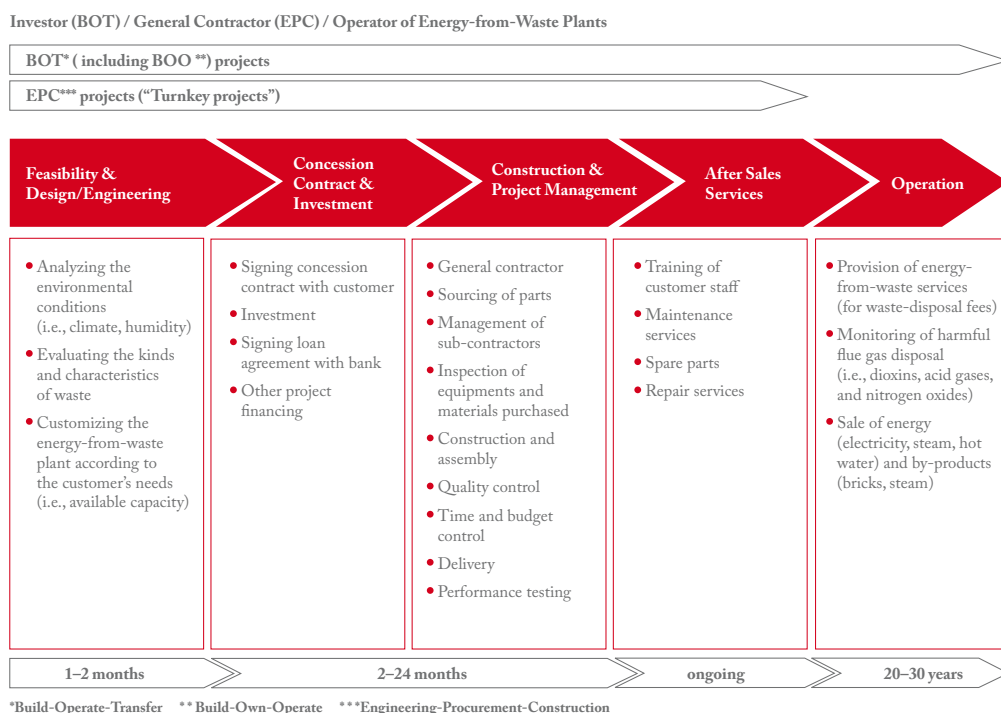 Investor (BOT) / General Contractor (EPC) / Operator of Energy-from-Waste Plants
BOT* ( including BOO **) projects
EPC*** projects (“Turnkey projects”)
Feasibility &
Design/Engineering
Concession
Contract &
Investment
Construction &
Project Management
After Sales
Services
Operation
• Analyzing the
environmental
conditions
(i.e., climate, humidity)
• Evaluating the kinds
and characteristics
of waste
• Customizing the
energy-from-waste
plant according to
the customer’s needs
(i.e., available capacity)
• Signing concession
contract with customer
• Investment
• Signing loan
agreement with bank
• Other project
financing
• General contractor
• Sourcing of parts
• Management of
sub-contractors
• Inspection of
equipments and
materials purchased
• Construction and
assembly
• Quality control
• Time and budget
control
• Delivery
• Performance testing
• Training of
customer staff
• Maintenance
services
• Spare parts
• Repair services
• Provision of energy-
from-waste services
(for waste-disposal fees)
• Monitoring of harmful
flue gas disposal
(i.e., dioxins, acid gases,
and nitrogen oxides)
• Sale of energy
(electricity, steam, hot
water) and by-products
(bricks, steam)
1–2 months
2–24 months
ongoing
20–30 years
*Build-Operate-Transfer **Build-Own-Operate ***Engineering-Procurement-Construction